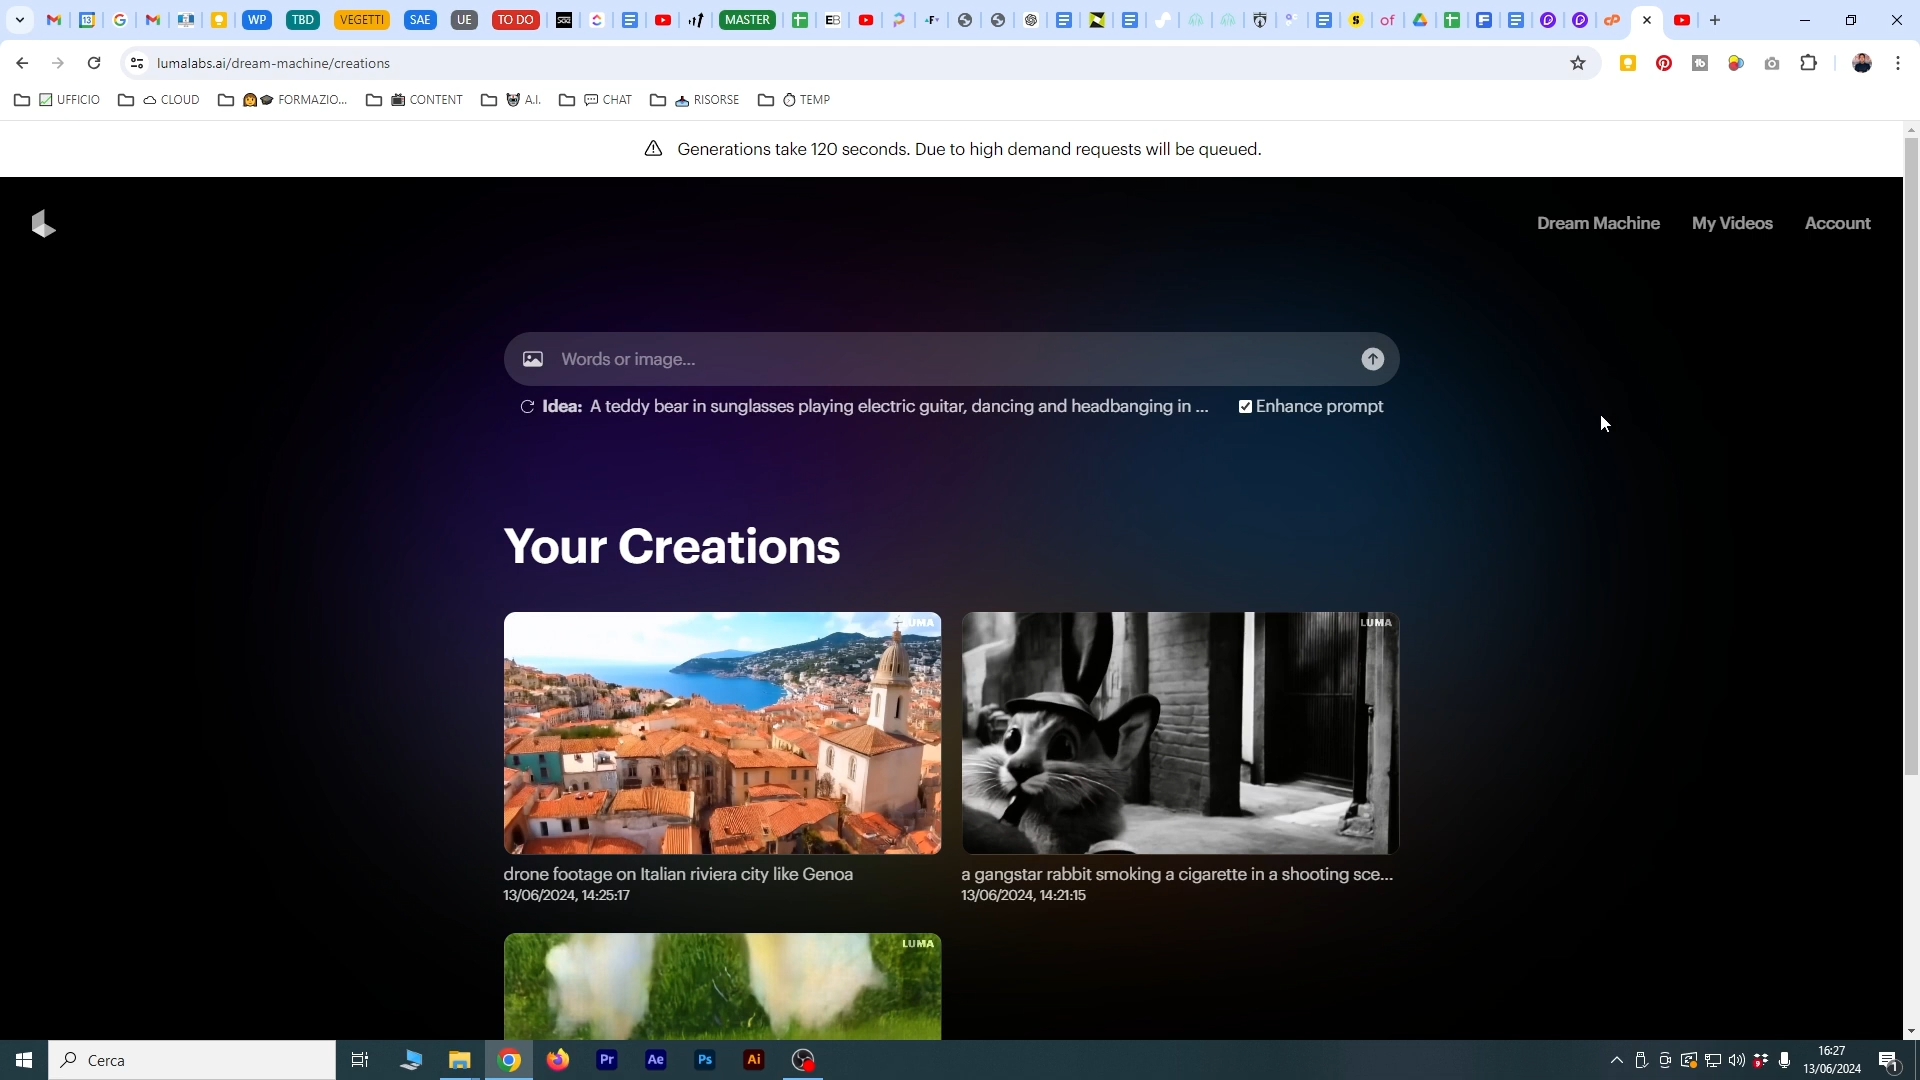 WP
TBD
VEGETTI
SAE
UE
TO DO
MASTER
EB
of
lumalabs.ai/dream-machine/creations
UFFICIO
CLOUD
FORMAZIO...
CONTENT
A.I.
CHAT
RISORSE
TEMP
Generations take 120 seconds. Due to high demand requests will be queued.
Dream Machine
My Videos
Account
Words or image...
Idea: A teddy bear in sunglasses playing electric guitar, dancing and headbanging in ...
Enhance prompt
Your Creations
LUMA
LUMA
drone footage on Italian riviera city like Genoa
13/06/2024, 14:25:17
a gangstar rabbit smoking a cigarette in a shooting sce...
13/06/2024, 14:21:15
LUMA
Cerca
Pr
Ae
Ps
Ai
16:27
13/06/2024
1